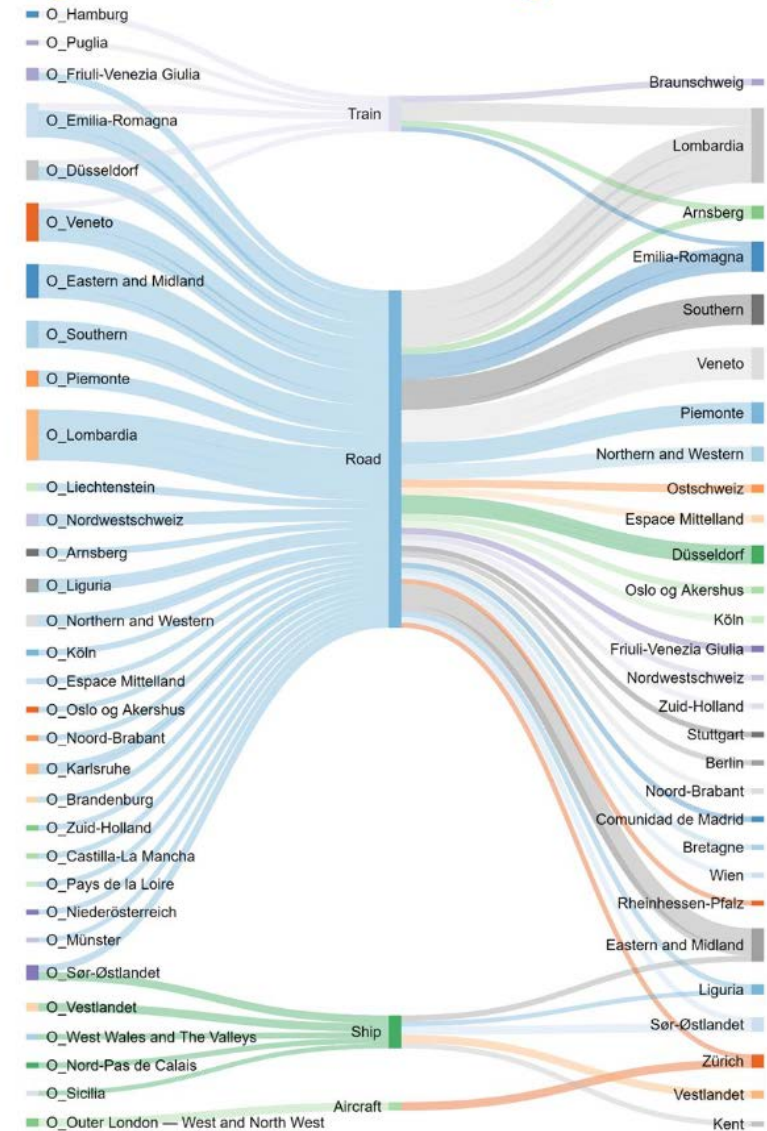 O_Hamburg
O_Puglia
O_Friuli-Venezia Giulia
O_Emilia-Romagna
O_Düsseldorf
O_Veneto
O_Eastern and Midland
O_Southern
O_Piemonte
O_Lombardia
O_Liechtenstein
O_Nordwestschweiz
O_Arnsberg
O_Liguria
O_Northern and Western
O_Köln
O_Espace Mittelland
O_Oslo og Akershus
O_Noord-Brabant
O_Karlsruhe
O_Brandenburg
O_Zuid-Holland
O_Castilla-La Mancha
O_Pays de la Loire
O_Niederösterreich
O_Münster
O_Sør-Østlandet
O_Vestlandet
O_West Wales and The Valleys
O_Nord-Pas de Calais
O_Sicilia
O_Outer London — West and North West
Train
Road
Ship
Aircraft
Braunschweig
Lombardia
Arnsberg
Emilia-Romagna
Southern
Veneto
Piemonte
Northern and Western
Ostschweiz
Espace Mittelland
Düsseldorf
Oslo og Akershus
Köln
Friuli-Venezia Giulia
Nordwestschweiz
Zuid-Holland
Stuttgart
Berlin
Noord-Brabant
Comunidad de Madrid
Bretagne
Wien
Rheinhessen-Pfalz
Eastern and Midland
Liguria
Sør-Østlandet
Zürich
Vestlandet
Kent